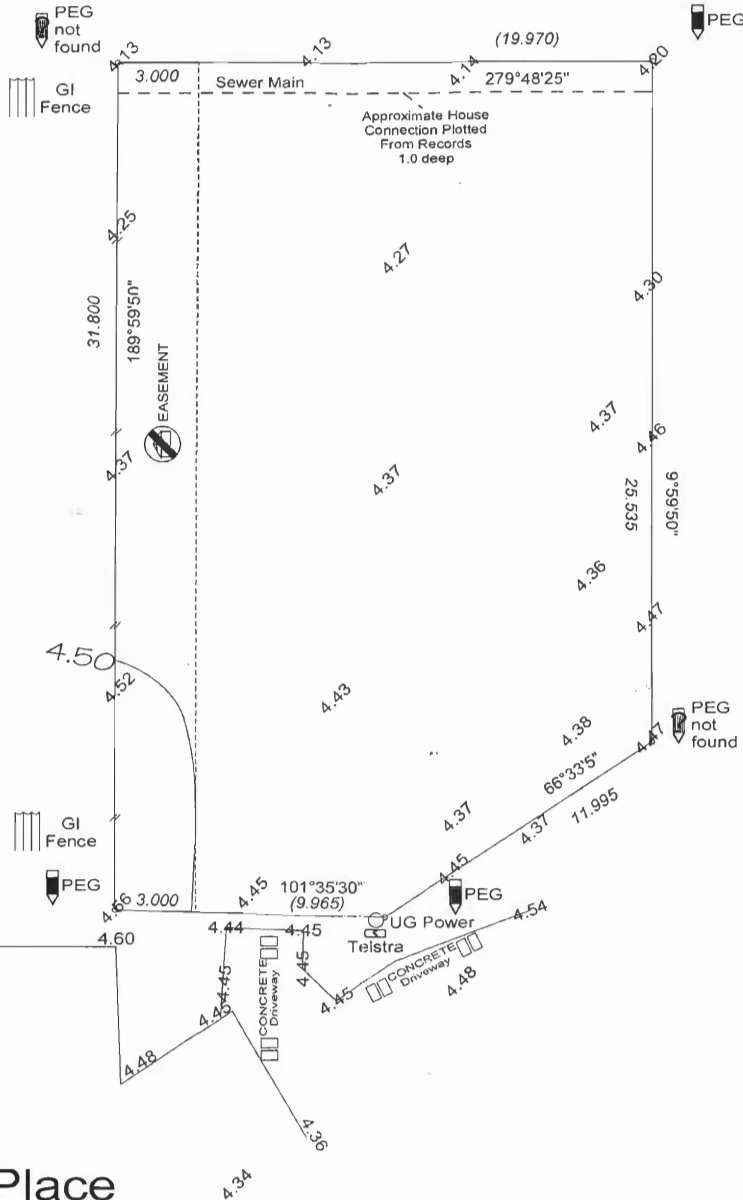 PEG
not
found
PEG
4.13
4.13
(19.970)
4.14
4.20
3.000
Sewer Main
279°48'25"
GI
Fence
Approximate House
Connection Plotted
From Records
1.0 deep
4.25
4.27
4.30
31.800
189°59'50"
EASEMENT
4.37
4.46
4.37
4.37
25.535
9°59'50"
4.36
4.47
4.50
4.52
4.43
4.38
4.47
PEG
not
found
66°33'5"
11.995
4.37
4.37
GI
Fence
PEG
4.45
PEG
4.66
3.000
4.45
101°35'30"
(9.965)
UG Power
Telstra
4.54
4.60
4.44
4.45
4.45
4.45
CONCRETE
Driveway
4.45
CONCRETE
Driveway
4.48
4.45
4.48
4.36
4.34
Place